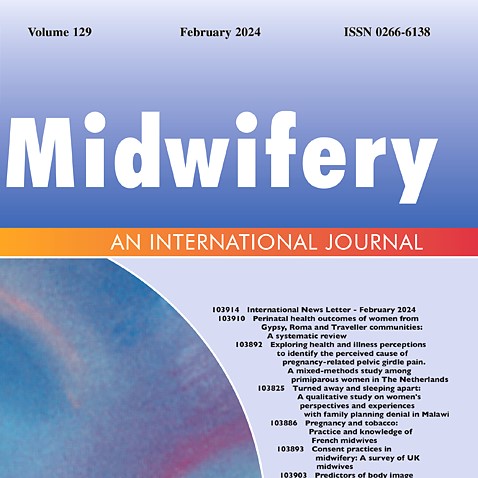 Volume 129 February 2024 ISSN 0266-6138
Midwifery
AN INTERNATIONAL JOURNAL
103914 International News Letter - February 2024
103910 Perinatal health outcomes of women from
Gypsy, Roma and Traveller communities:
A systematic review
103892 Exploring health and illness perceptions
to identify the perceived cause of
pregnancy-related pelvic girdle pain.
A mixed-methods study among
primiparous women in The Netherlands
103825 Turned away and sleeping apart:
A qualitative study on women's
perspectives and experiences
with family planning denial in Malawi
103886 Pregnancy and tobacco:
Practice and knowledge of
French midwives
103893 Consent practices in
midwifery: A survey of UK
midwives
103903 Predictors of body image